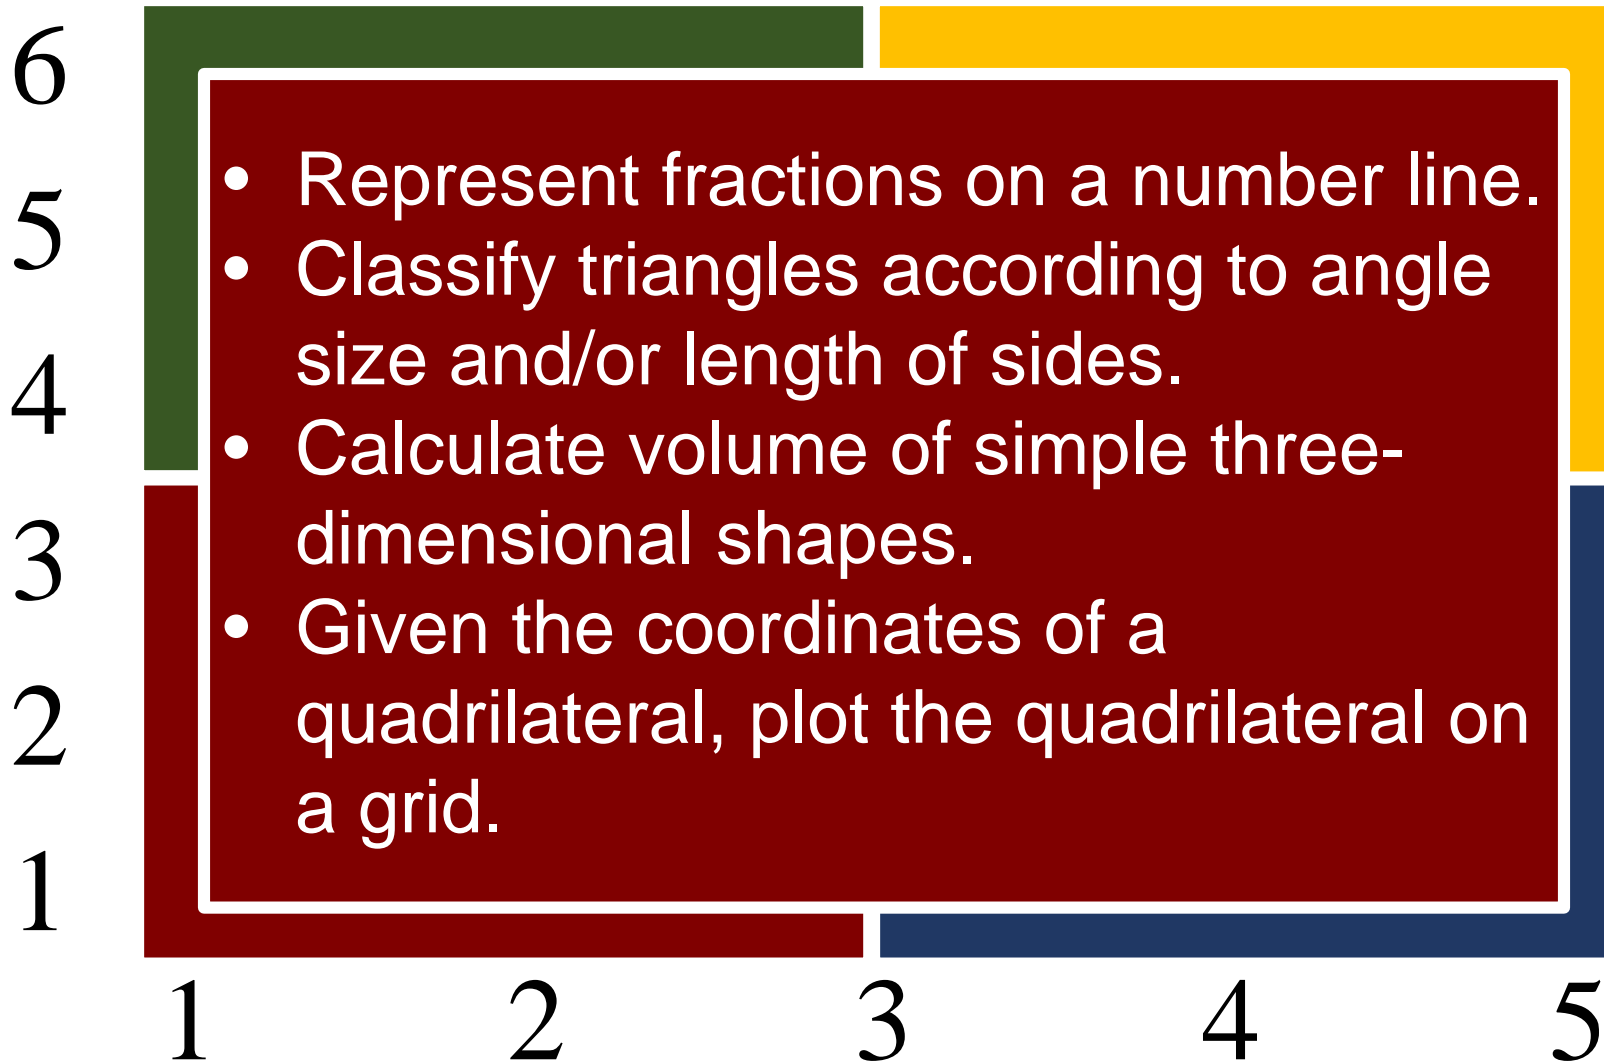 6
5
4
3
2
1
• Represent fractions on a number line.
• Classify triangles according to angle
size and/or length of sides.
• Calculate volume of simple three-
dimensional shapes.
• Given the coordinates of a
quadrilateral, plot the quadrilateral on
a grid.
1 2 3 4 5